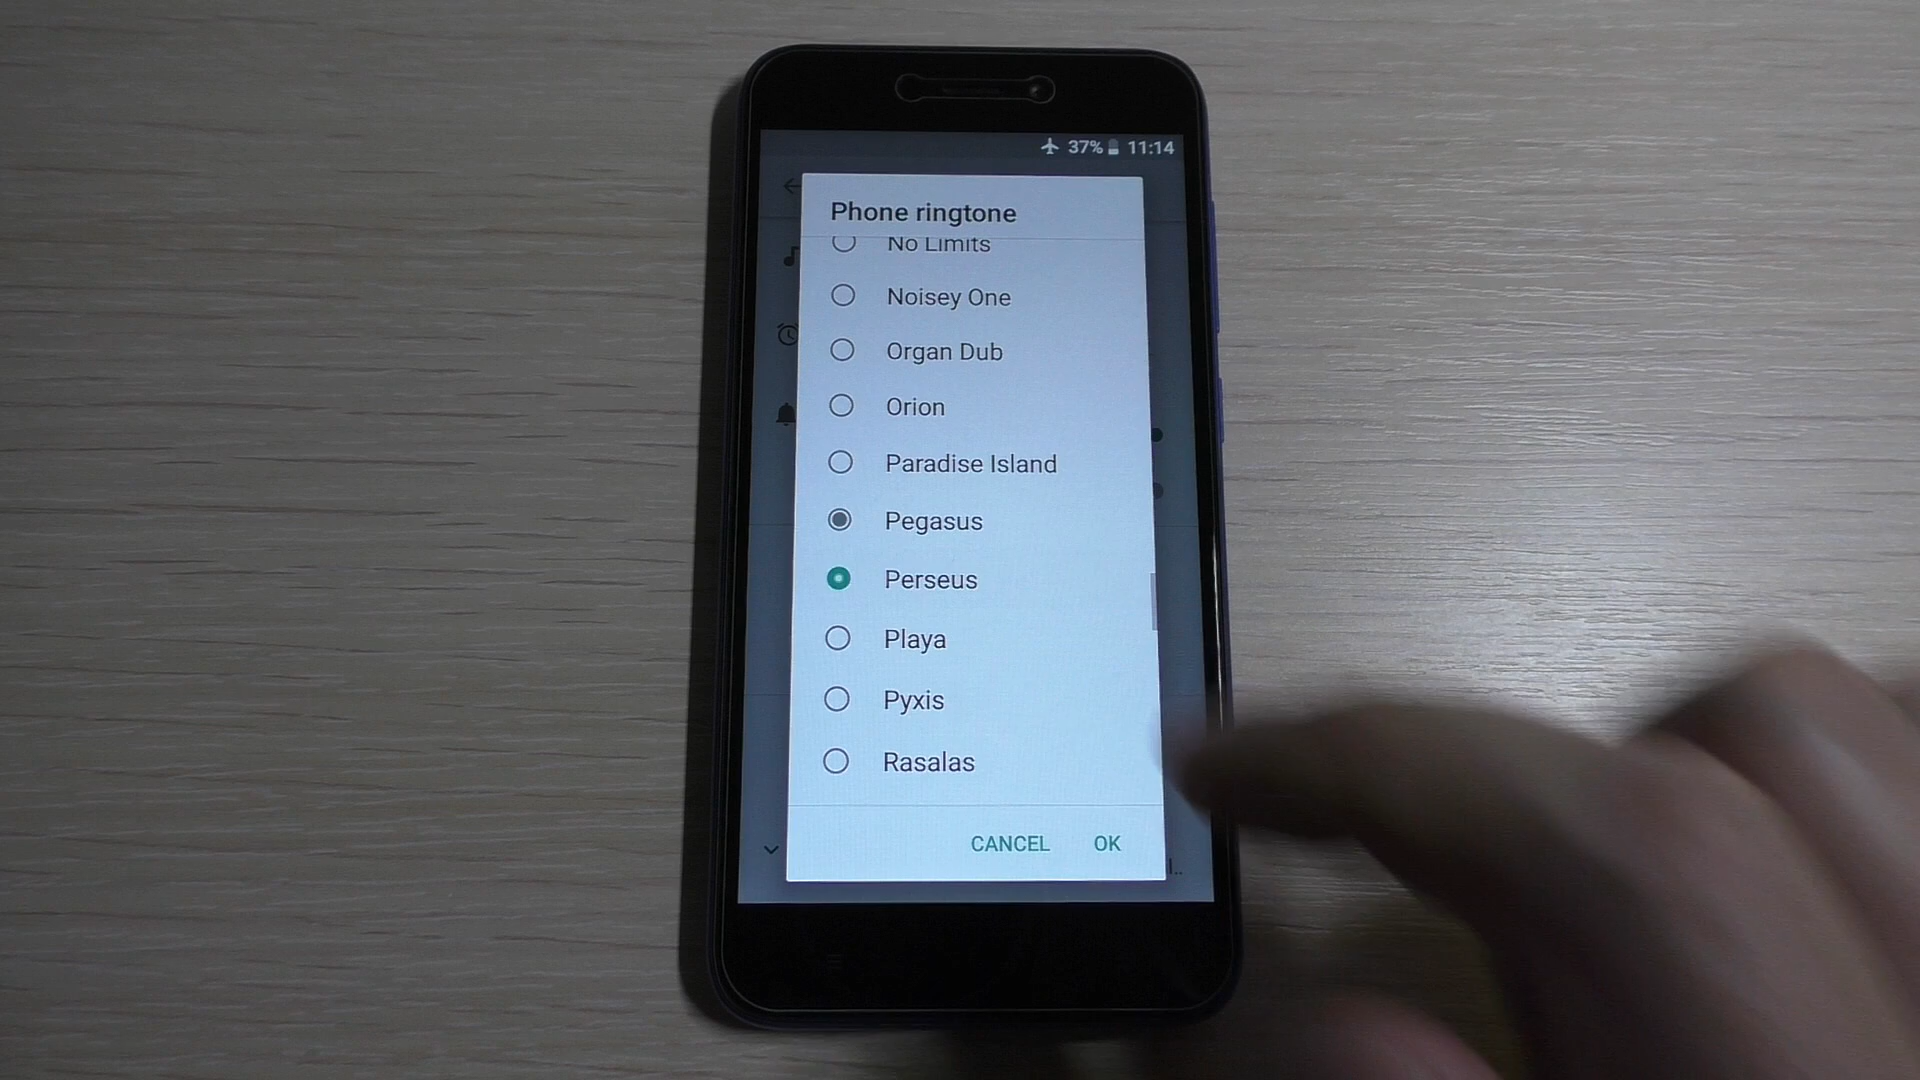 37% 11:14
Phone ringtone
No Limits
Noisey One
Organ Dub
Orion
Paradise Island
Pegasus
Perseus
Playa
Pyxis
Rasalas
CANCEL OK